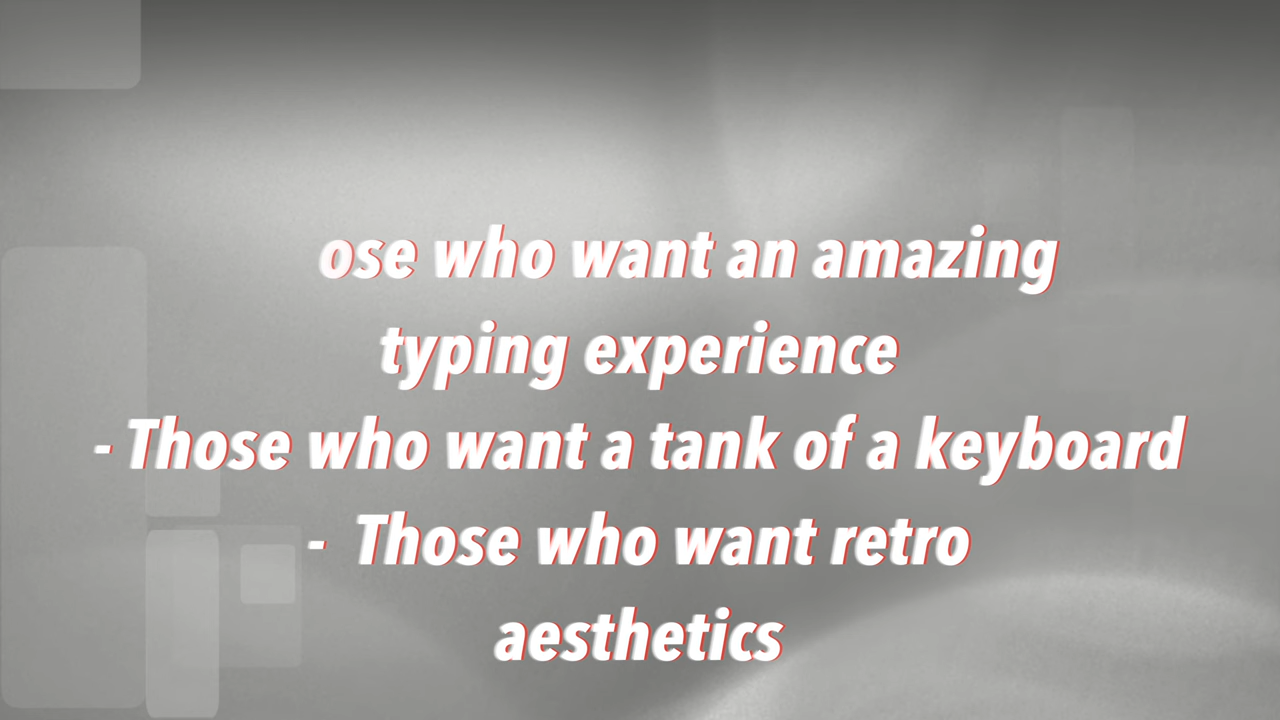 ose who want an amazing
typing experience
- Those who want a tank of a keyboard
- Those who want retro
aesthetics